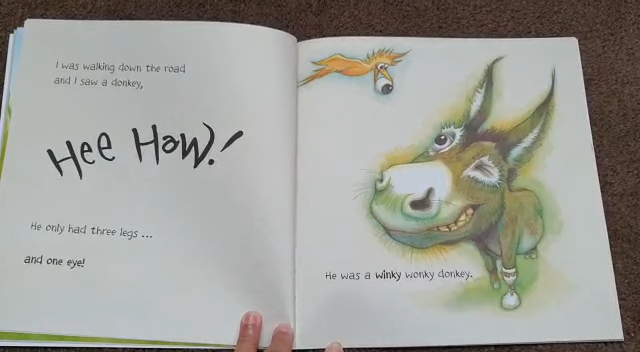 I was walking down the road
and I saw a donkey,
Hee Haw!
He only had three legs ...
and one eye!
He was a winky wonky donkey.